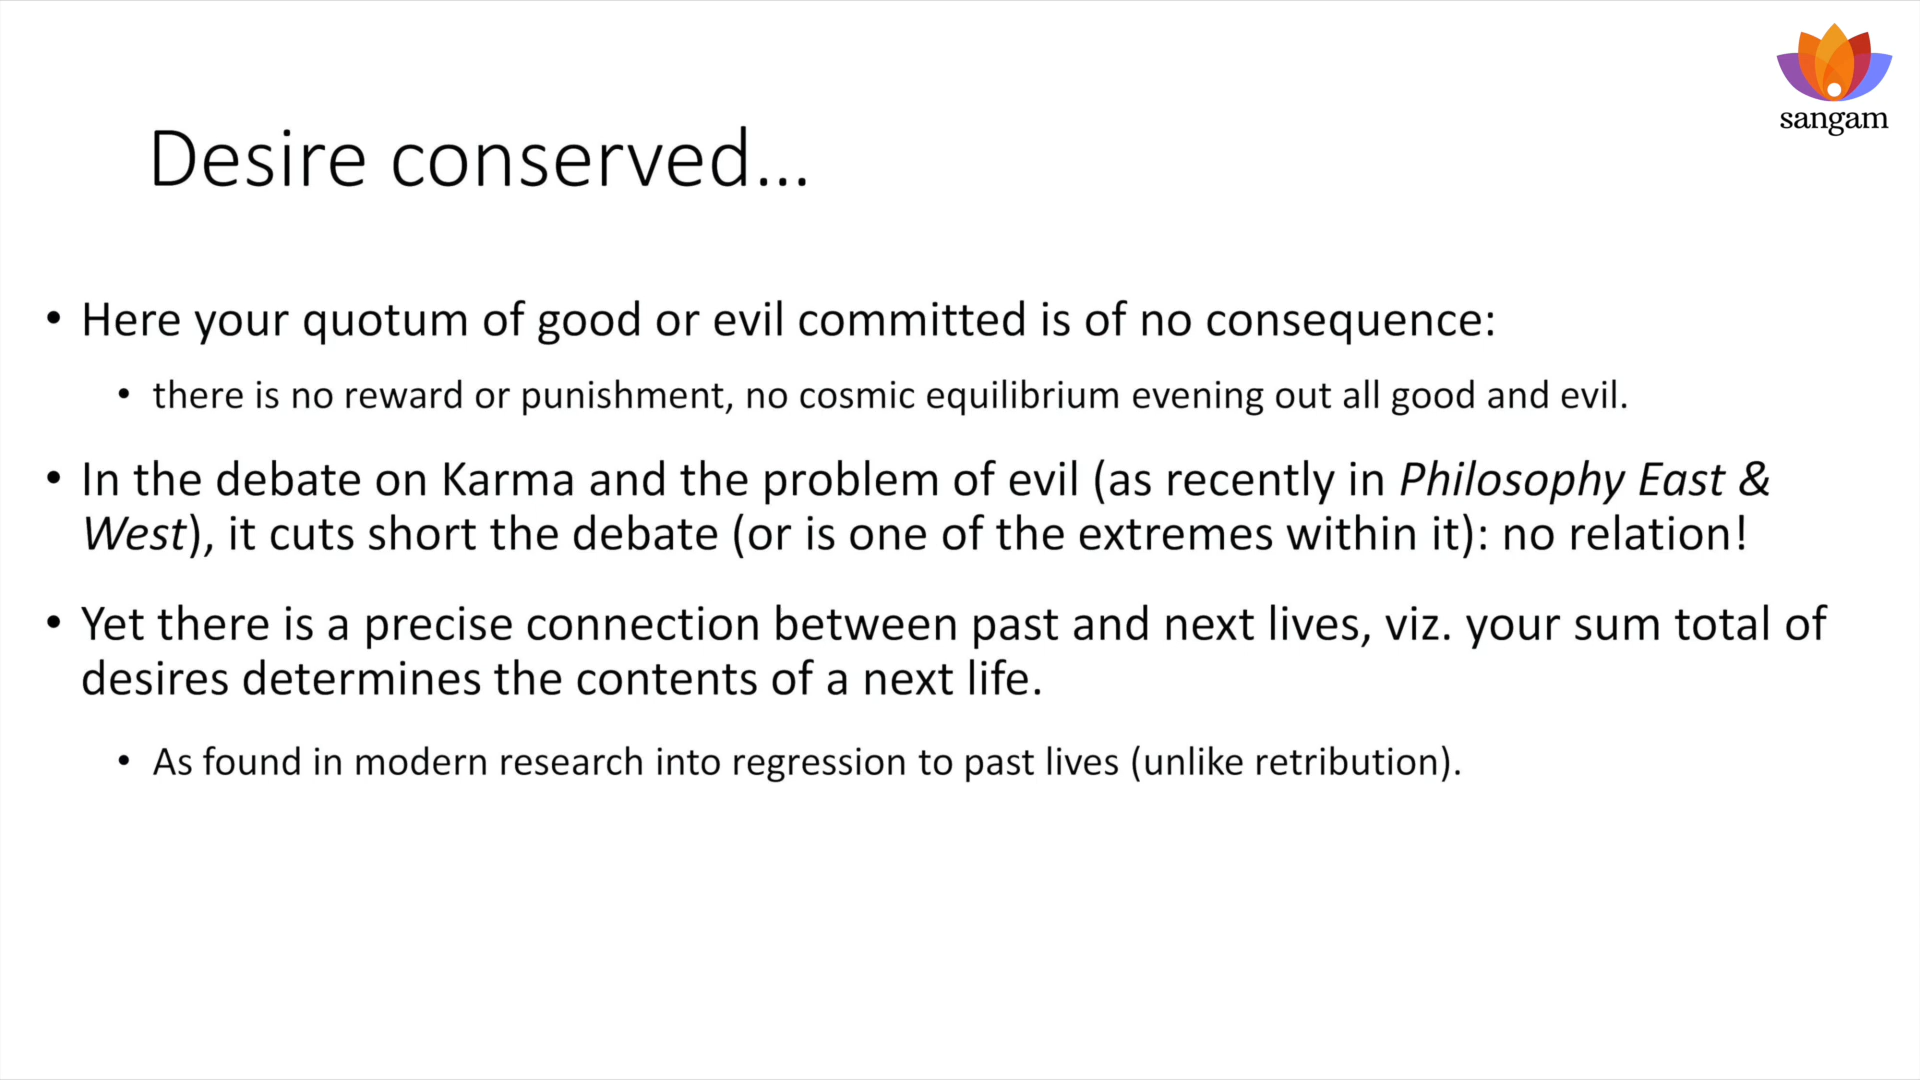 sangam
Desire conserved...
• Here your quotum of good or evil committed is of no consequence:
• there is no reward or punishment, no cosmic equilibrium evening out all good and evil.
• In the debate on Karma and the problem of evil (as recently in Philosophy East &
West), it cuts short the debate (or is one of the extremes within it): no relation!
• Yet there is a precise connection between past and next lives, viz. your sum total of
desires determines the contents of a next life.
• As found in modern research into regression to past lives (unlike retribution).